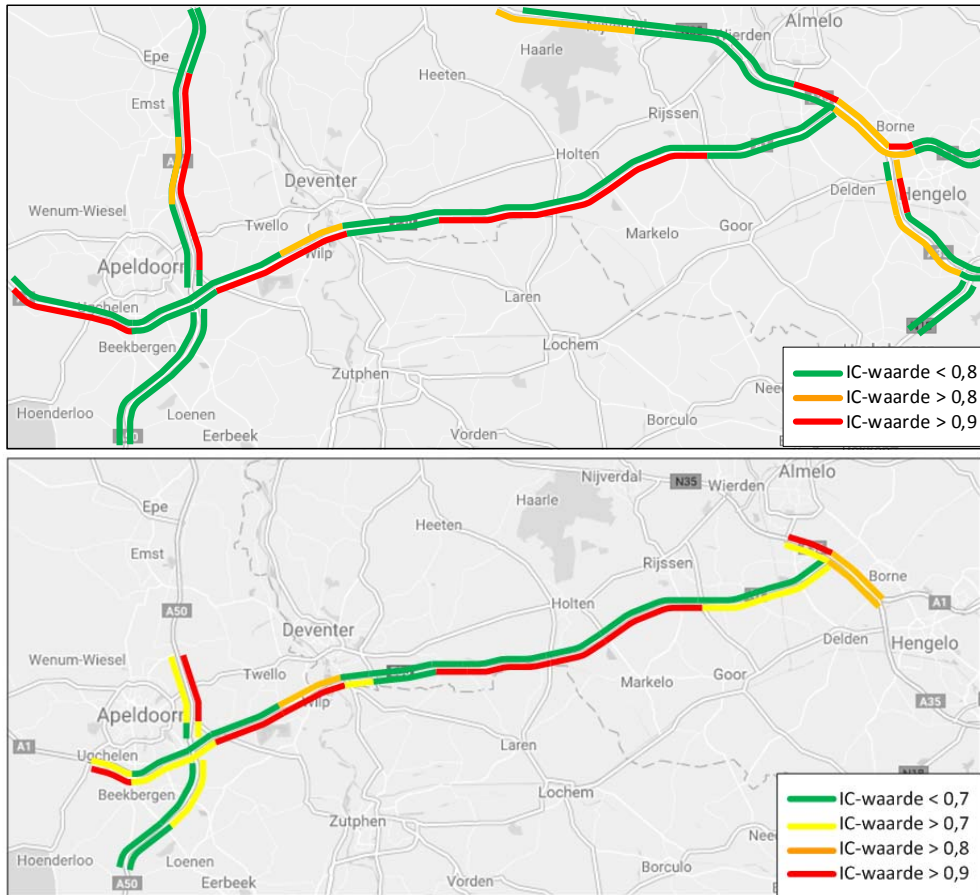 Almelo
Wierden
Epe
Haarle
Heeten
Emst
Rijssen
Borne
Holten
Deventer
Delden
Hengelo
Wenum-Wiesel
Twello
Goor
Markelo
Wilp
Apeldoorn
Laren
Beekbergen
Lochem
Zutphen
IC-waarde < 0,8
IC-waarde > 0,8
IC-waarde > 0,9
Hoenderloo
Loenen
Borculo
Eerbeek
Vorden
Almelo
Nijverdal
N35
Wierden
Epe
Haarle
Heeten
Emst
Rijssen
Borne
A50
Holten
A1
Deventer
Delden
Hengelo
Wenum-Wiesel
Twello
Goor
Markelo
Wilp
A35
Apeldoorn
A1
Ugchelen
Laren
Beekbergen
Lochem
Zutphen
IC-waarde < 0,7
IC-waarde > 0,7
IC-waarde > 0,8
IC-waarde > 0,9
Hoenderloo
Loenen
Borculo
A50
Eerbeek
Vorden